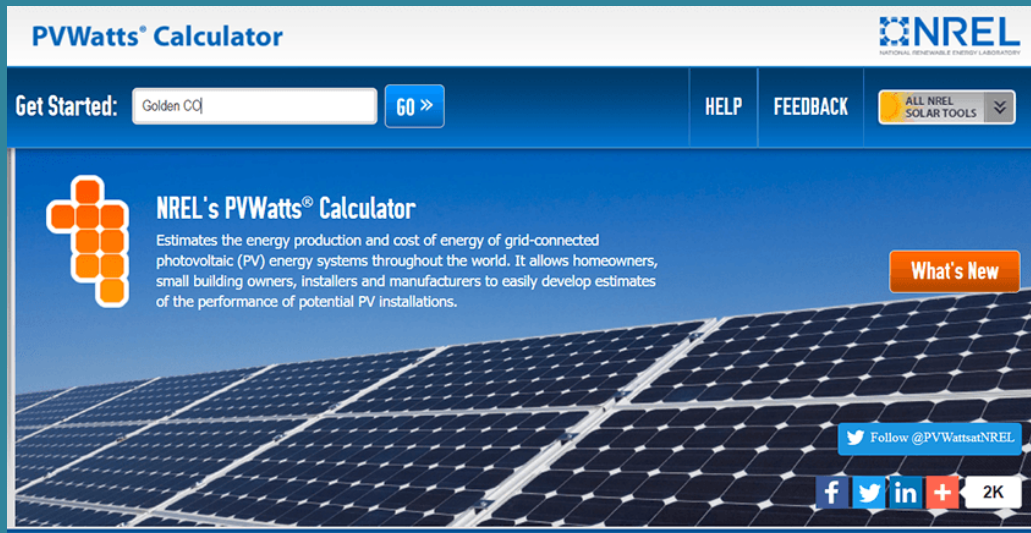 PVWatts® Calculator
NREL
NATIONAL RENEWABLE ENERGY LABORATORY
Get Started:
Golden CO
GO »
HELP
FEEDBACK
ALL NREL
SOLAR TOOLS
NREL's PVWatts® Calculator
Estimates the energy production and cost of energy of grid-connected
photovoltaic (PV) energy systems throughout the world. It allows homeowners,
small building owners, installers and manufacturers to easily develop estimates
of the performance of potential PV installations.
What's New
Follow @PVWattsatNREL
f
in
+
2K